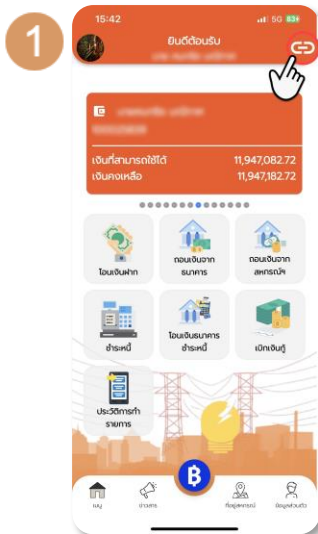 1
15:42
5G 83
ยินดีต้อนรับ
เงินที่สามารถใช้ได้ 11,947,082.72
เงินคงเหลือ 11,947,182.72
โอนเงินฝาก
ถอนเงินจาก
ธนาคาร
ถอนเงินจาก
สหกรณ์ฯ
ชำระหนี้
โอนเงินธนาคาร
ชำระหนี้
เบิกเงินกู้
ประวัติการทำ
รายการ
เมนู
ข่าวสาร
฿
ที่อยู่สหกรณ์
ข้อมูลส่วนตัว